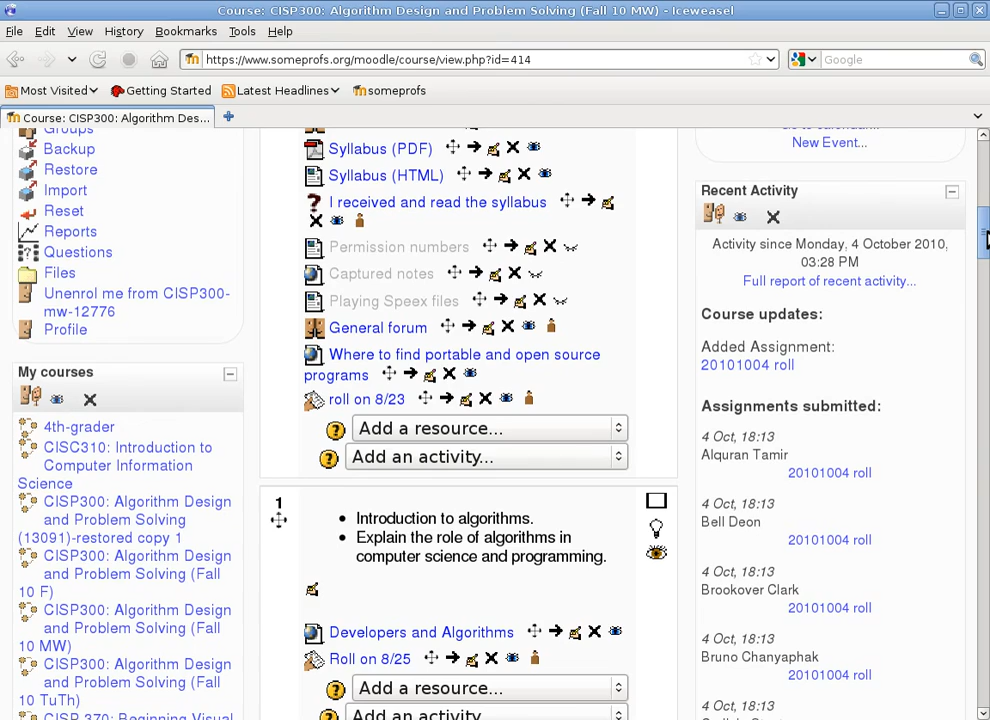 Course: CISP300: Algorithm Design and Problem Solving (Fall 10 MW) - Iceweasel
File Edit View History Bookmarks Tools Help
https://www.someprofs.org/moodle/course/view.php?id=414
Google
Most Visited Getting Started Latest Headlines someprofs
Course: CISP300: Algorithm Des...
Groups
Backup
Restore
Import
Reset
Reports
Questions
Files
Unenrol me from CISP300-
mw-12776
Profile
My courses
4th-grader
CISC310: Introduction to
Computer Information
Science
CISP300: Algorithm Design
and Problem Solving
(13091)-restored copy 1
CISP300: Algorithm Design
and Problem Solving (Fall
10 F)
CISP300: Algorithm Design
and Problem Solving (Fall
10 MW)
CISP300: Algorithm Design
and Problem Solving (Fall
10 TuTh)
CISP 370: Beginning Visual
Syllabus (PDF)
Syllabus (HTML)
I received and read the syllabus
Permission numbers
Captured notes
Playing Speex files
General forum
Where to find portable and open source
programs
roll on 8/23
Add a resource...
Add an activity...
1
Introduction to algorithms.
Explain the role of algorithms in
computer science and programming.
Developers and Algorithms
Roll on 8/25
Add a resource...
Add an activity...
New Event...
Recent Activity
Activity since Monday, 4 October 2010,
03:28 PM
Full report of recent activity...
Course updates:
Added Assignment:
20101004 roll
Assignments submitted:
4 Oct, 18:13
Alquran Tamir
20101004 roll
4 Oct, 18:13
Bell Deon
20101004 roll
4 Oct, 18:13
Brookover Clark
20101004 roll
4 Oct, 18:13
Bruno Chanyaphak
20101004 roll
4 Oct, 18:13